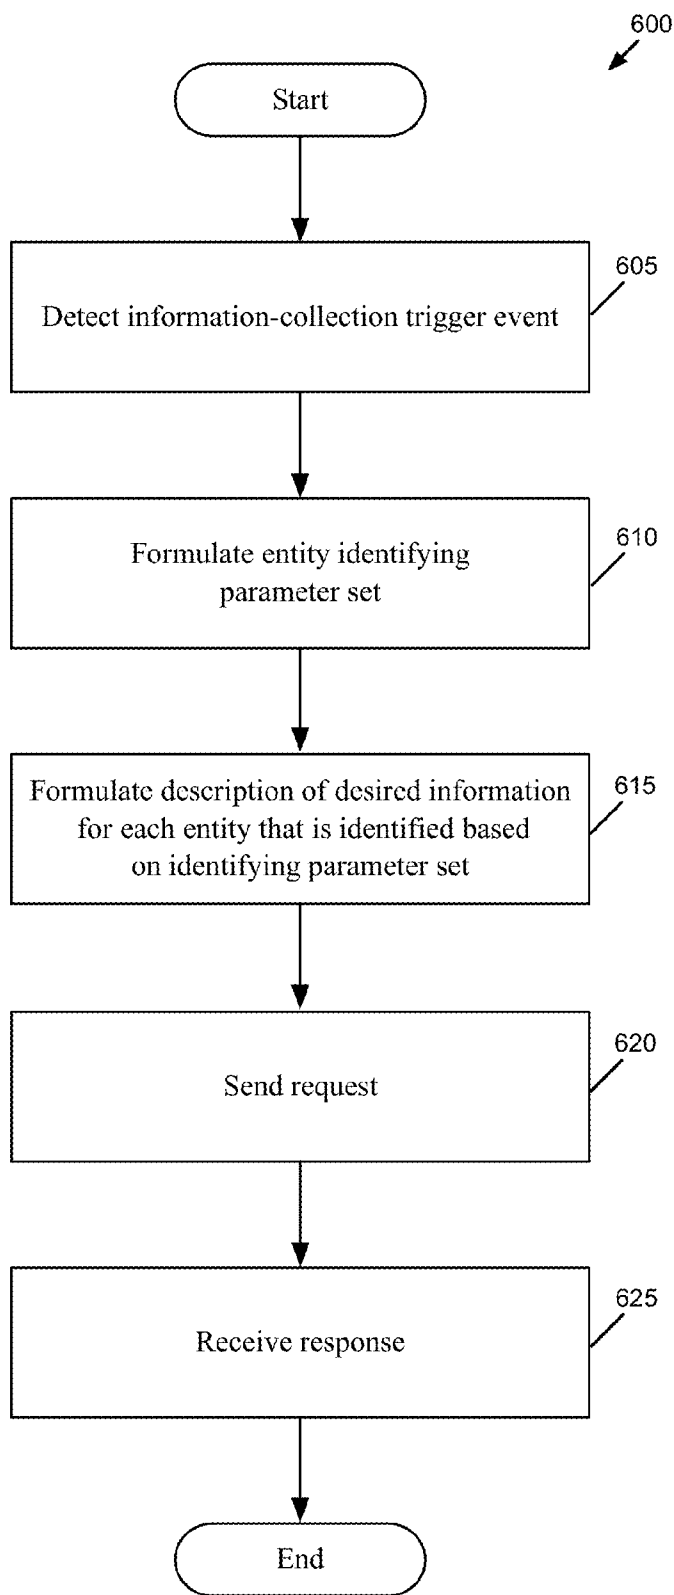 600
Start
Detect information-collection trigger event
605
Formulate entity identifying
parameter set
610
Formulate description of desired information
for each entity that is identified based
on identifying parameter set
615
Send request
620
Receive response
625
End